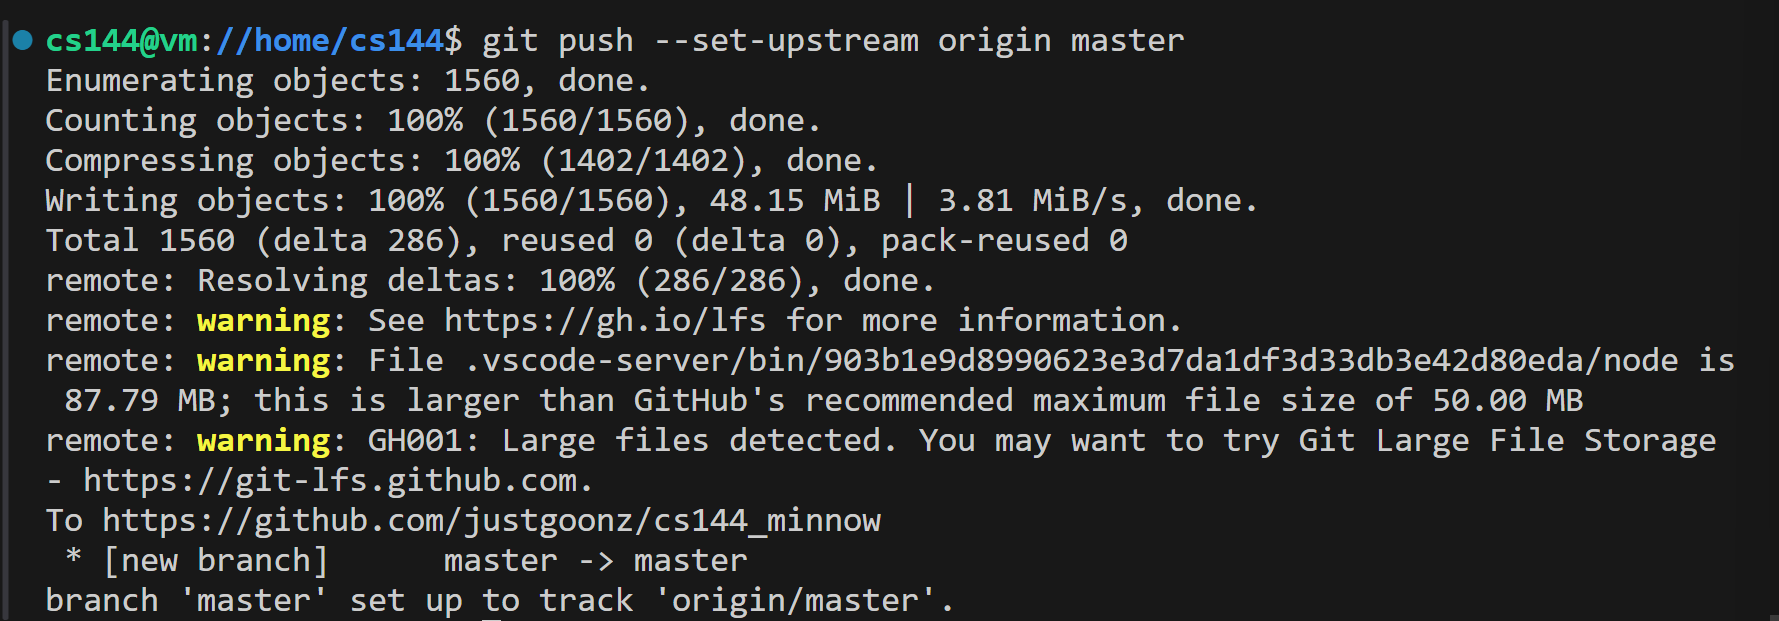 cs144@vm://home/cs144$ git push --set-upstream origin master
Enumerating objects: 1560, done.
Counting objects: 100% (1560/1560), done.
Compressing objects: 100% (1402/1402), done.
Writing objects: 100% (1560/1560), 48.15 MiB | 3.81 MiB/s, done.
Total 1560 (delta 286), reused 0 (delta 0), pack-reused 0
remote: Resolving deltas: 100% (286/286), done.
remote: warning: See https://gh.io/lfs for more information.
remote: warning: File .vscode-server/bin/903b1e9d8990623e3d7da1df3d33db3e42d80eda/node is
 87.79 MB; this is larger than GitHub's recommended maximum file size of 50.00 MB
remote: warning: GH001: Large files detected. You may want to try Git Large File Storage
- https://git-lfs.github.com.
To https://github.com/justgoonz/cs144_minnow
 * [new branch]      master -> master
branch 'master' set up to track 'origin/master'.